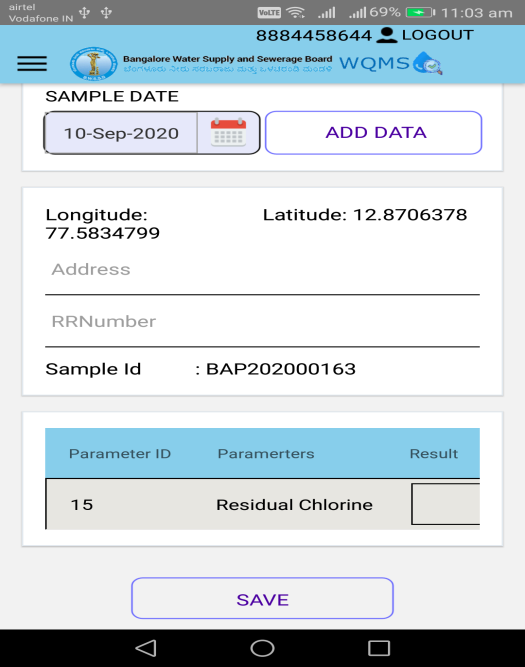 airtel
Vodafone IN
VoLTE 69% 11:03 am
8884458644 LOGOUT
Bangalore Water Supply and Sewerage Board
ಬೆಂಗಳೂರು ನೀರು ಸರಬರಾಜು ಮತ್ತು ಒಳಚರಂಡಿ ಮಂಡಳಿ
WQMS
SAMPLE DATE
10-Sep-2020
ADD DATA
Longitude:
77.5834799
Latitude: 12.8706378
Address
RRNumber
Sample Id : BAP202000163
Parameter ID Paramerters Result
15 Residual Chlorine
SAVE